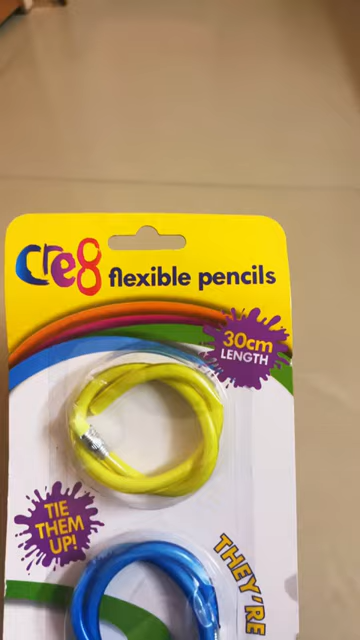 cre8 flexible pencils
30cm
LENGTH
TIE
THEM
UP!
THEY'RE